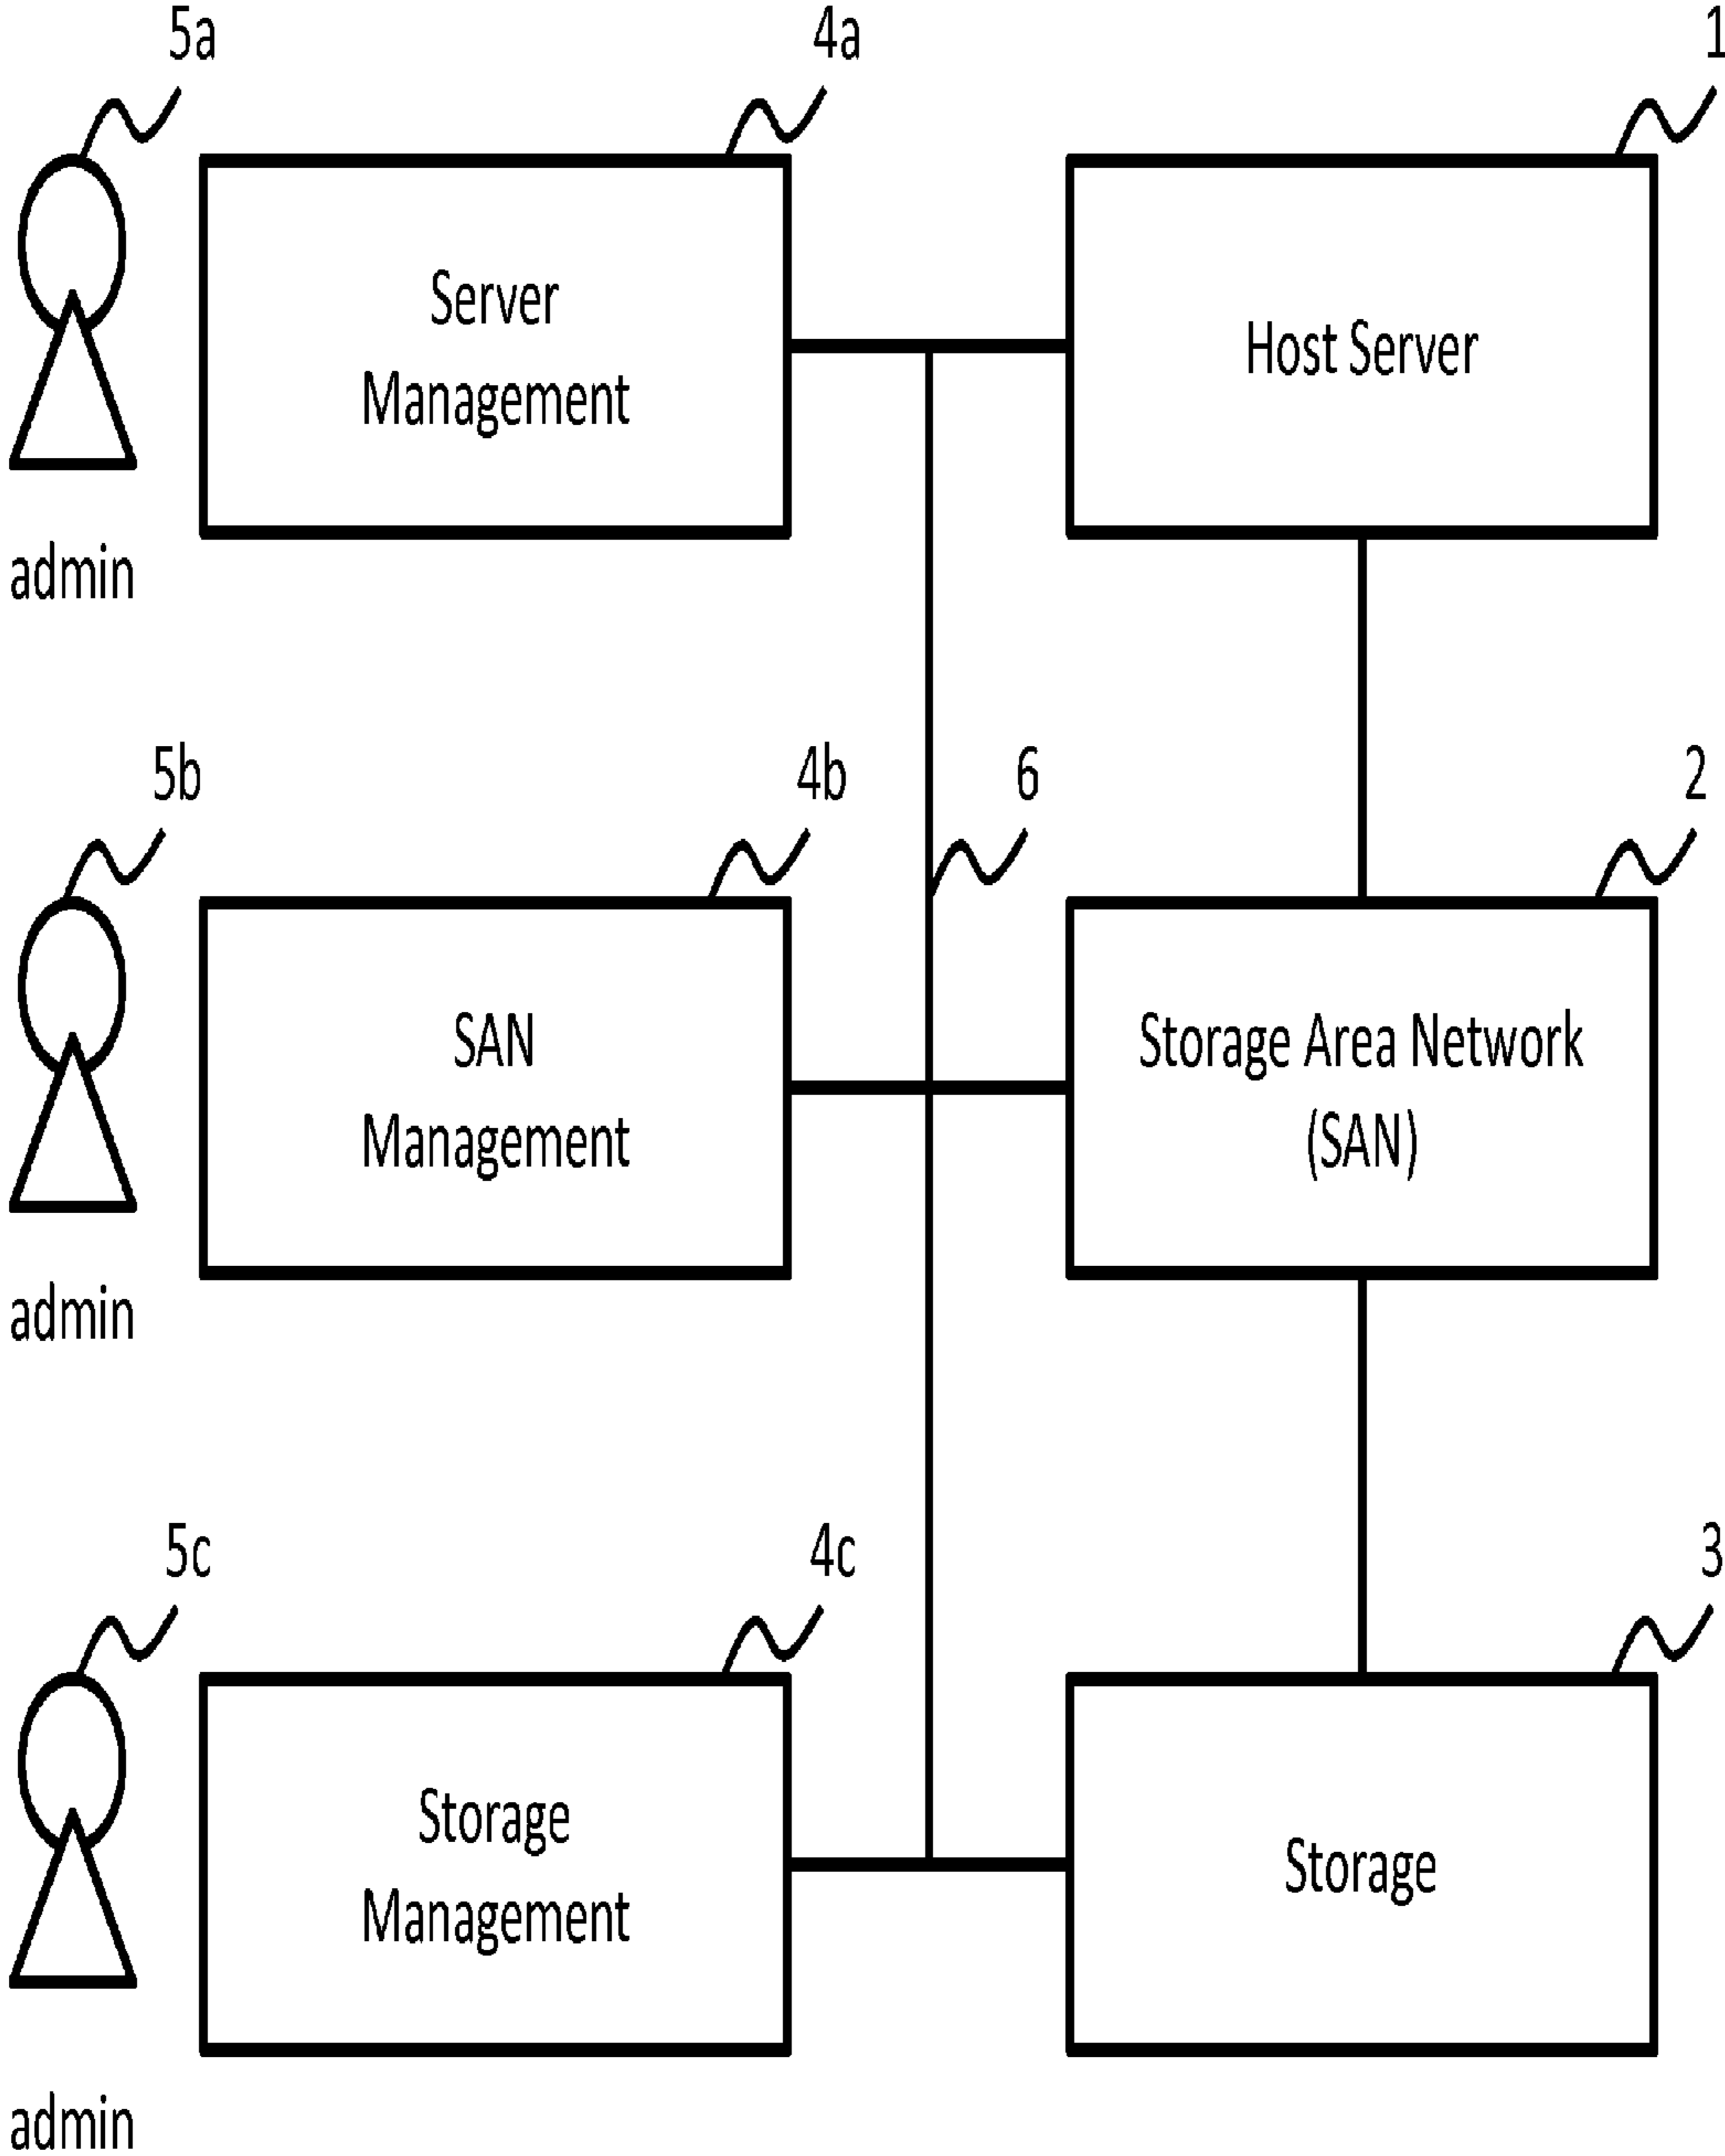 5a
4a
1
Server
Management
Host Server
admin
5b
4b
6
2
SAN
Management
Storage Area Network
(SAN)
admin
5c
4c
3
Storage
Management
Storage
admin